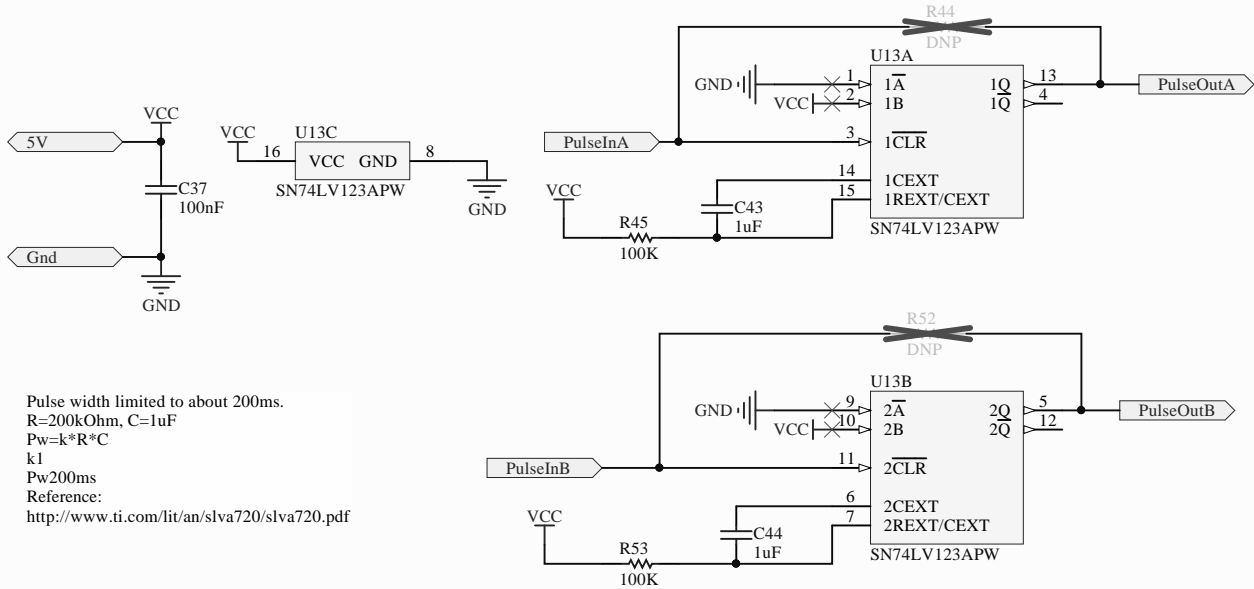 R44
DNP
U13A
GND
1
1A
1Q
13
PulseOutA
VCC
2
1B
1Q
4
PulseInA
3
1CLR
14
1CEXT
15
1REXT/CEXT
SN74LV123APW
VCC
R45
100K
C43
1uF
VCC
5V
C37
100nF
Gnd
GND
VCC
U13C
16
VCC GND
8
SN74LV123APW
GND
R52
DNP
U13B
GND
9
2A
2Q
5
PulseOutB
VCC
10
2B
2Q
12
PulseInB
11
2CLR
6
2CEXT
7
2REXT/CEXT
SN74LV123APW
VCC
R53
100K
C44
1uF
Pulse width limited to about 200ms.
R=200kOhm, C=1uF
Pw=k*R*C
k1
Pw200ms
Reference:
http://www.ti.com/lit/an/slva720/slva720.pdf